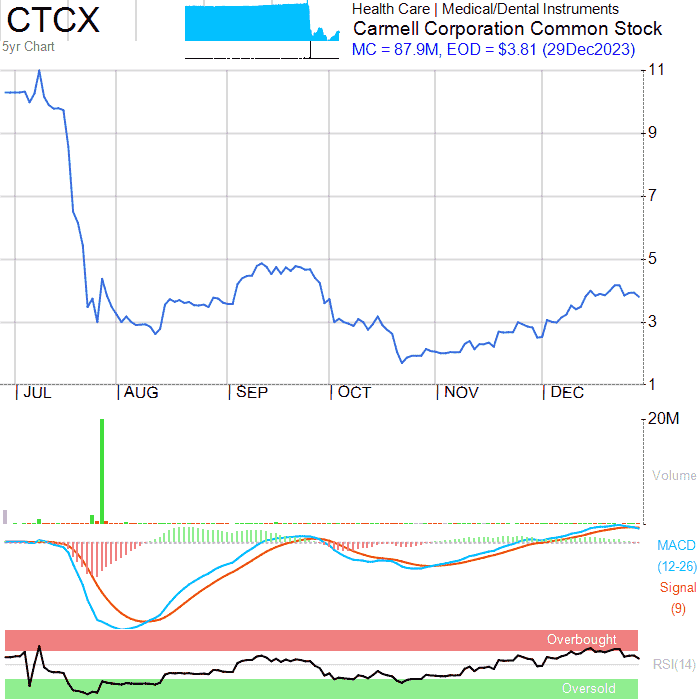 CTCX
5yr Chart
Health Care | Medical/Dental Instruments
Carmell Corporation Common Stock
MC = 87.9M, EOD = $3.81 (29Dec2023)
11
9
7
5
3
1
JUL AUG SEP OCT NOV DEC
20M
Volume
MACD
(12-26)
Signal
(9)
Overbought
RSI(14)
Oversold